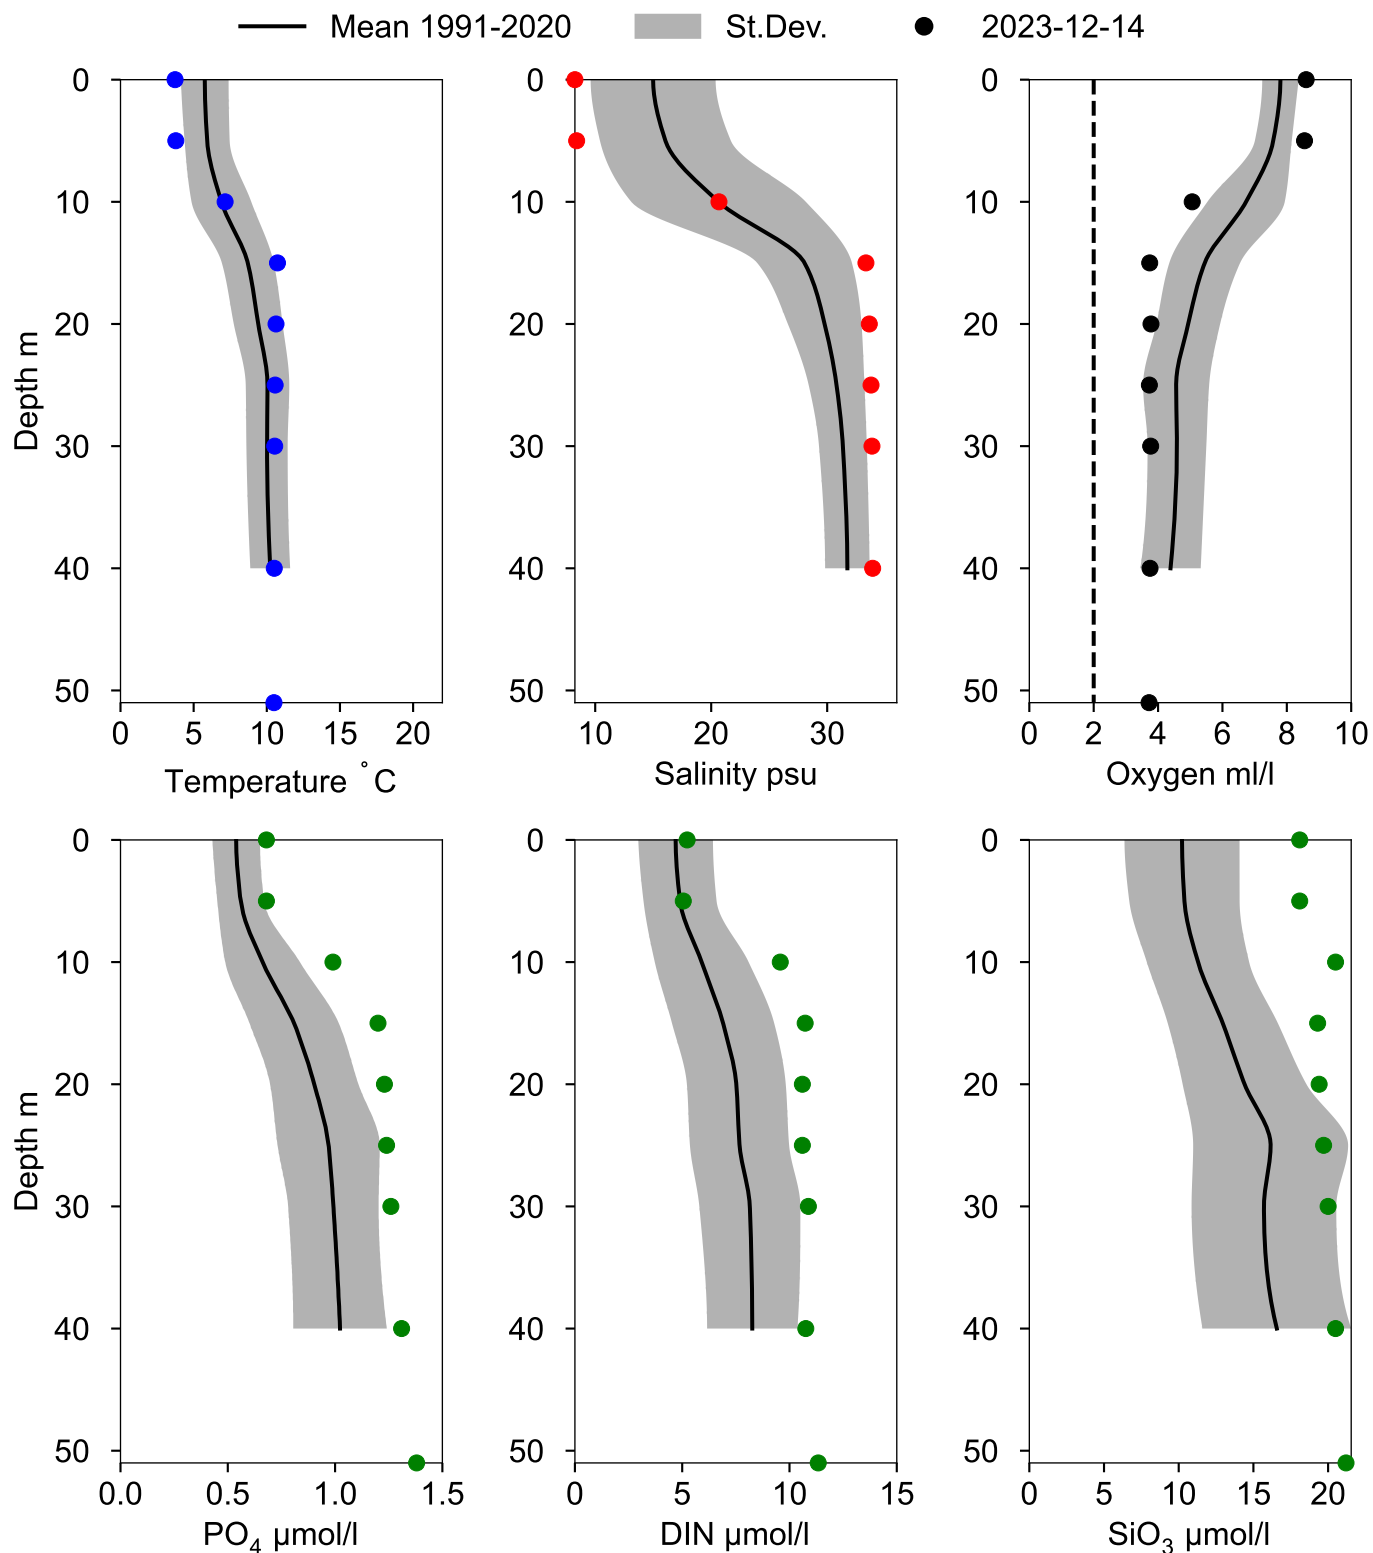 Mean 1991-2020 St.Dev. 2023-12-14
0 0 0
10 10 10
20 20 20
30 30 30
40 40 40
50 50 50
Depth m
0 5 10 15 20 10 20 30 0 2 4 6 8 10
Temperature °C Salinity psu Oxygen ml/l
0 0 0
10 10 10
20 20 20
30 30 30
40 40 40
50 50 50
Depth m
0.0 0.5 1.0 1.5 0 5 10 15 0 5 10 15 20
PO₄ µmol/l DIN µmol/l SiO₃ µmol/l